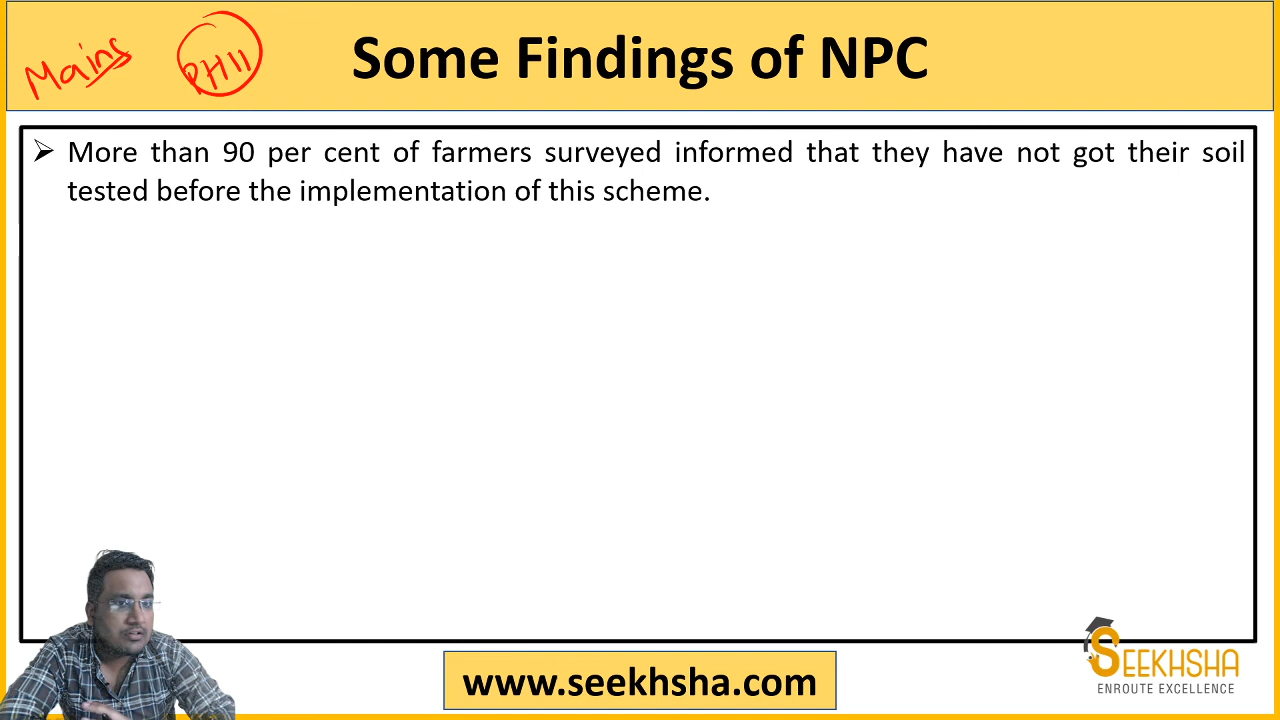 Mains PHII
Some Findings of NPC
➢ More than 90 per cent of farmers surveyed informed that they have not got their soil
tested before the implementation of this scheme.
www.seekhsha.com
SEEKHSHA
ENROUTE EXCELLENCE